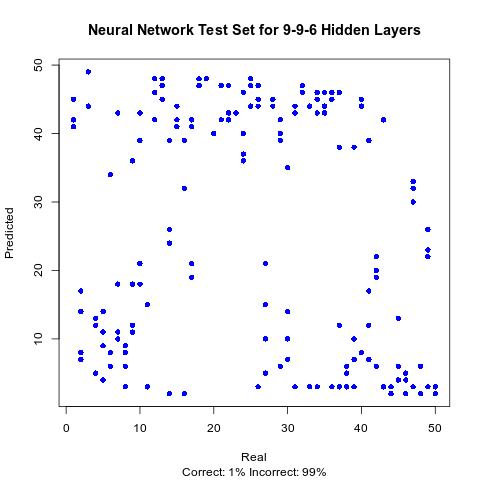 Neural Network Test Set for 9-9-6 Hidden Layers
50
40
30
20
10
Predicted
0 10 20 30 40 50
Real
Correct: 1% Incorrect: 99%